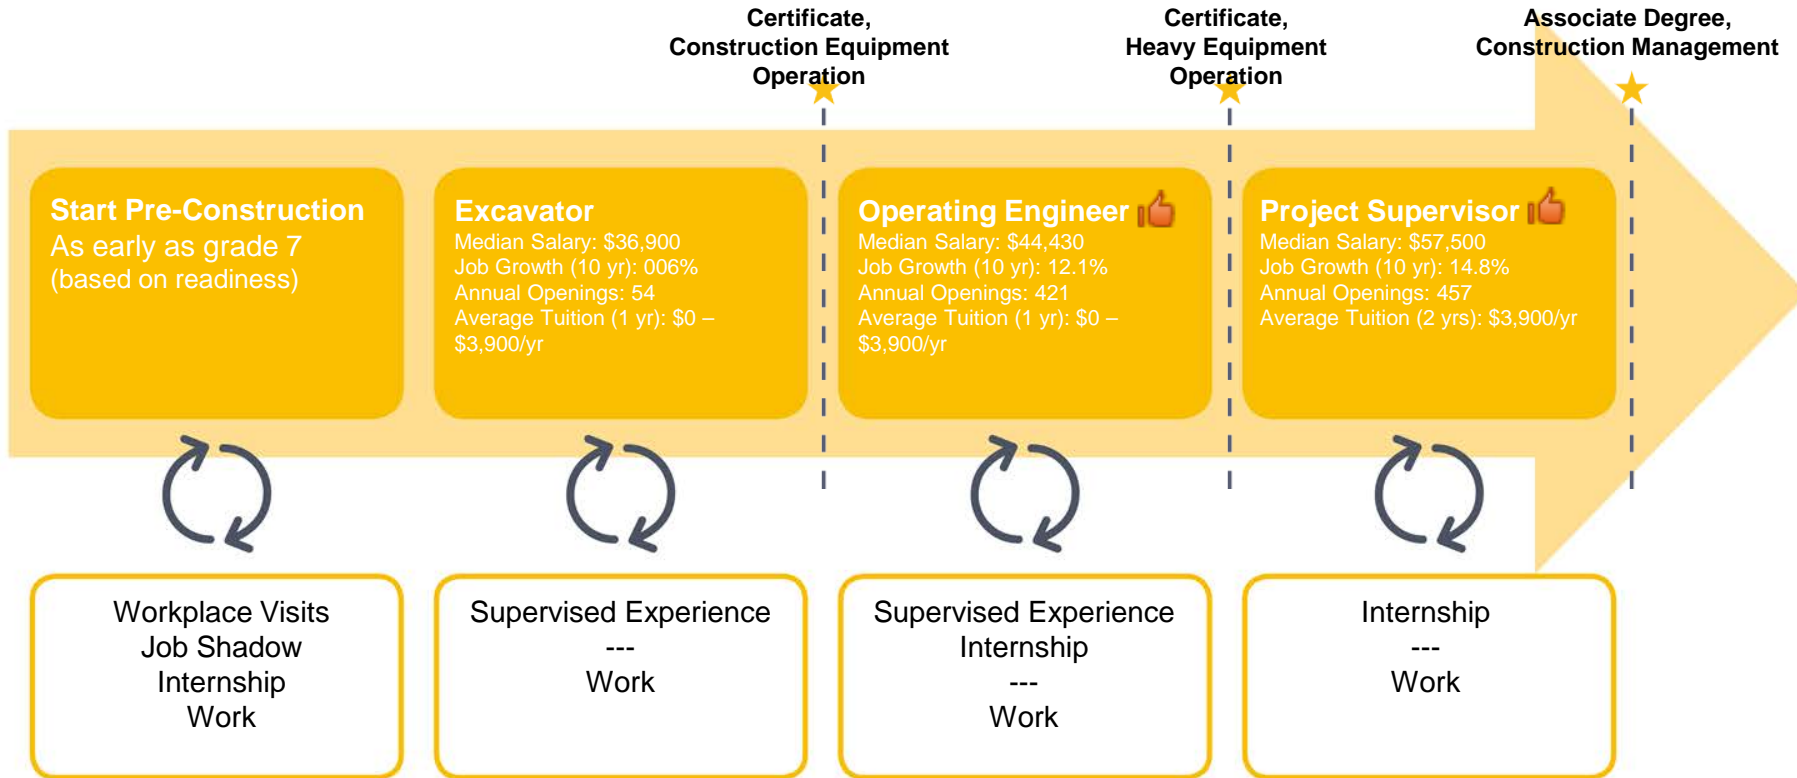 Certificate,
Construction Equipment
Operation
Certificate,
Heavy Equipment
Operation
Associate Degree,
Construction Management
Start Pre-Construction
As early as grade 7
(based on readiness)
Excavator
Median Salary: $36,900
Job Growth (10 yr): 006%
Annual Openings: 54
Average Tuition (1 yr): $0 –
$3,900/yr
Operating Engineer
Median Salary: $44,430
Job Growth (10 yr): 12.1%
Annual Openings: 421
Average Tuition (1 yr): $0 –
$3,900/yr
Project Supervisor
Median Salary: $57,500
Job Growth (10 yr): 14.8%
Annual Openings: 457
Average Tuition (2 yrs): $3,900/yr
Workplace Visits
Job Shadow
Internship
Work
Supervised Experience
---
Work
Supervised Experience
Internship
---
Work
Internship
---
Work